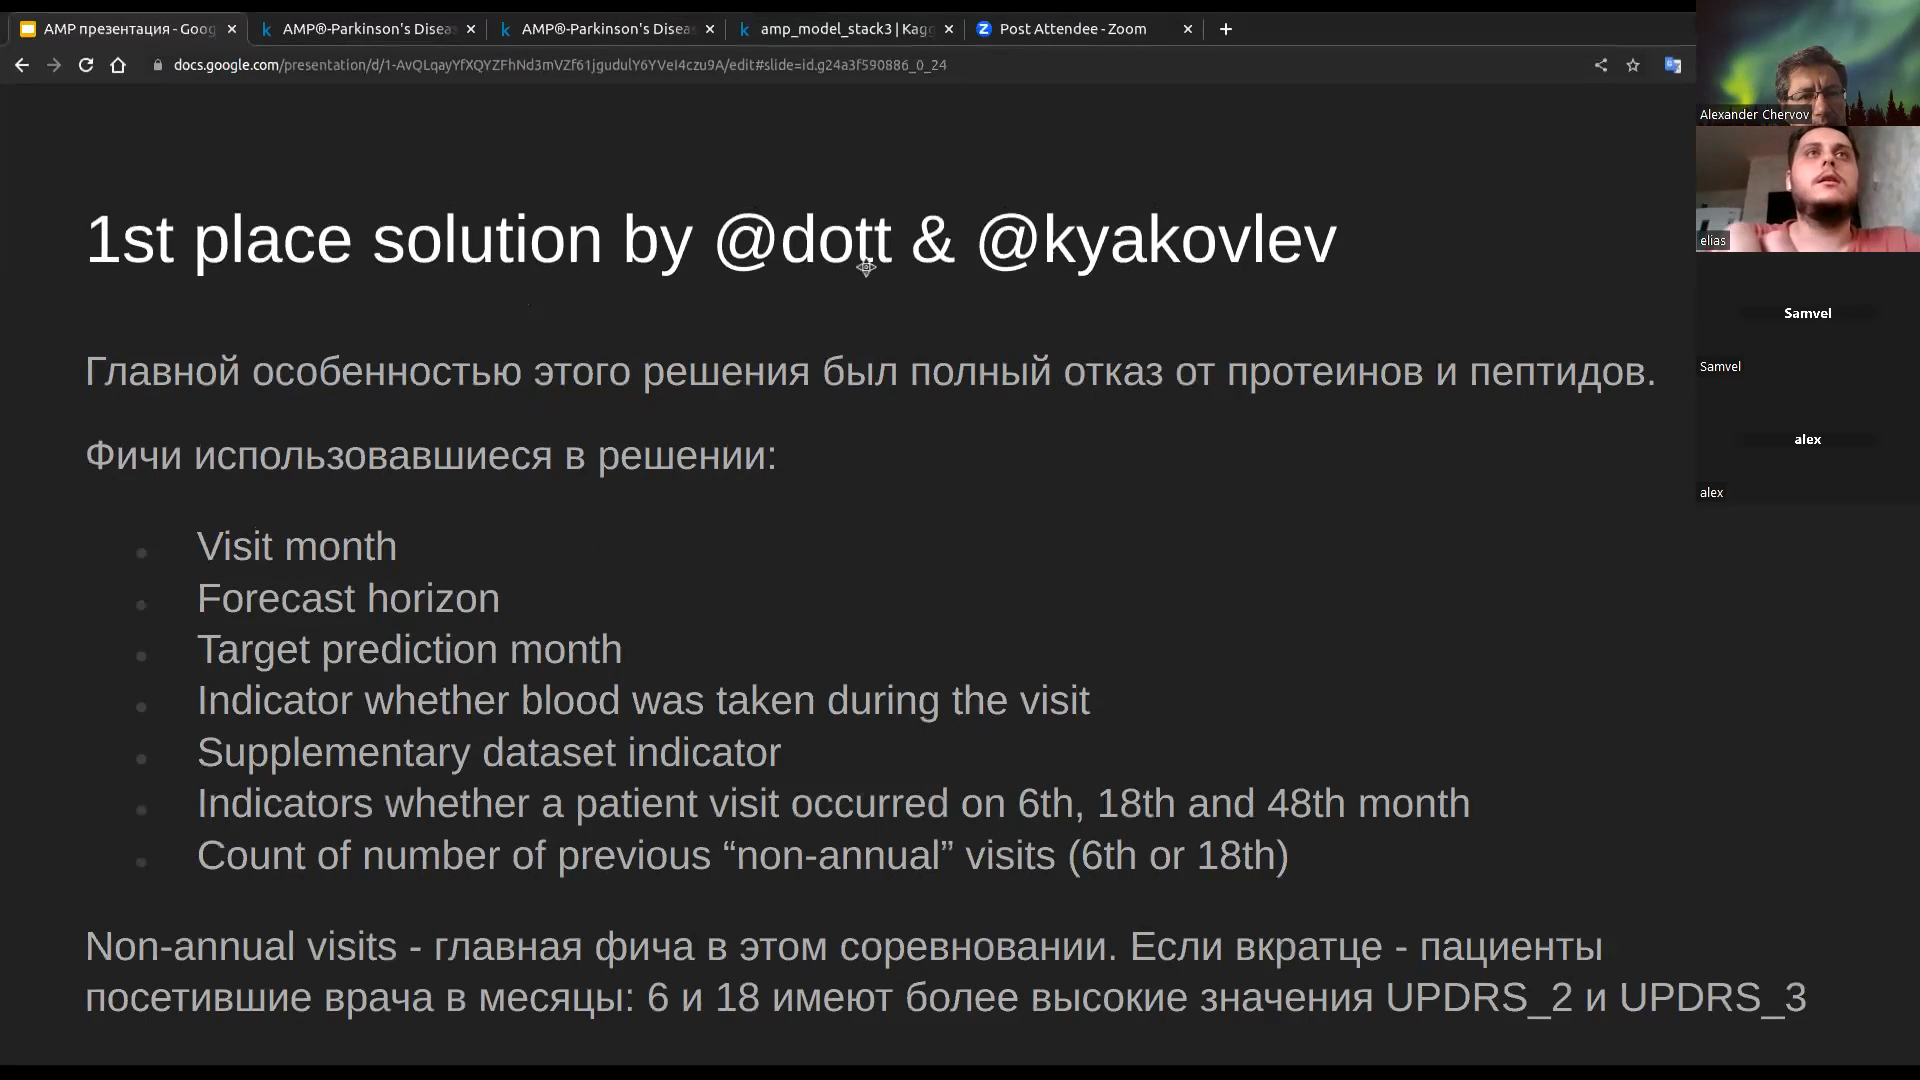 АМР презентация - Goog
AMP®-Parkinson's Disea
AMP®-Parkinson's Disea
amp_model_stack3 | Kagg
Post Attendee - Zoom
docs.google.com/presentation/d/1-AvQLqayYfXQYZFhNd3mVZf61jgudulY6YVeI4czu9A/edit#slide=id.g24a3f590886_0_24
Alexander Chervov
elias
Samvel
Samvel
alex
alex
1st place solution by @dott & @kyakovlev
Главной особенностью этого решения был полный отказ от протеинов и пептидов.
Фичи использовавшиеся в решении:
Visit month
Forecast horizon
Target prediction month
Indicator whether blood was taken during the visit
Supplementary dataset indicator
Indicators whether a patient visit occurred on 6th, 18th and 48th month
Count of number of previous “non-annual” visits (6th or 18th)
Non-annual visits - главная фича в этом соревновании. Если вкратце - пациенты
посетившие врача в месяцы: 6 и 18 имеют более высокие значения UPDRS_2 и UPDRS_3